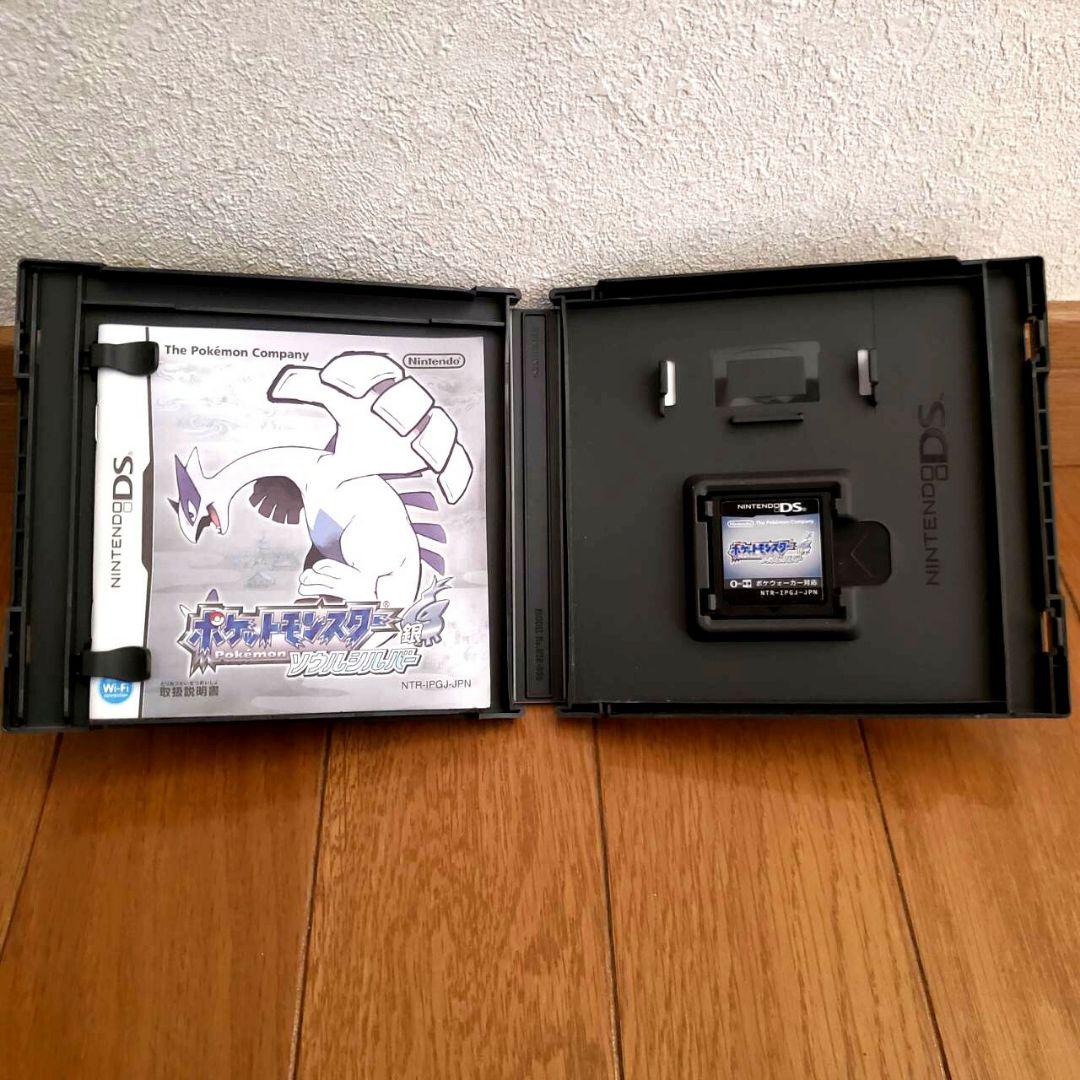 The Pokémon Company
Nintendo
NINTENDO DS
ポケットモンスター
Pokémon
銀
ソウルシルバー
Wi-Fi
取扱説明書
NTR-IPGJ-JPN
NINTENDO DS
Nintendo
The Pokémon Company
ポケットモンスター
ポケウォーカー対応
NTR-IPGJ-JPN
NINTENDO DS